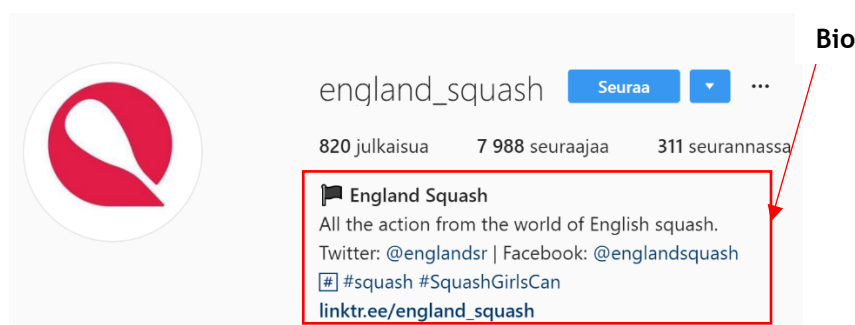 Bio
england_squash Seuraa ...
820 julkaisua 7 988 seuraajaa 311 seurannassa
🏴 England Squash
All the action from the world of English squash.
Twitter: @englandsr | Facebook: @englandsquash
#️⃣ #squash #SquashGirlsCan
linktr.ee/england_squash